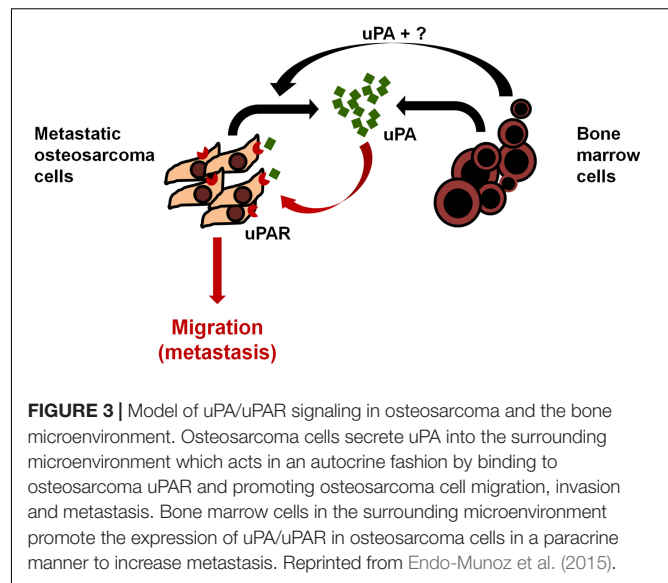 uPA + ?
Metastatic
osteosarcoma
cells
uPA
Bone
marrow
cells
uPAR
Migration
(metastasis)
FIGURE 3 | Model of uPA/uPAR signaling in osteosarcoma and the bone
microenvironment. Osteosarcoma cells secrete uPA into the surrounding
microenvironment which acts in an autocrine fashion by binding to
osteosarcoma uPAR and promoting osteosarcoma cell migration, invasion
and metastasis. Bone marrow cells in the surrounding microenvironment
promote the expression of uPA/uPAR in osteosarcoma cells in a paracrine
manner to increase metastasis. Reprinted from Endo-Munoz et al. (2015).